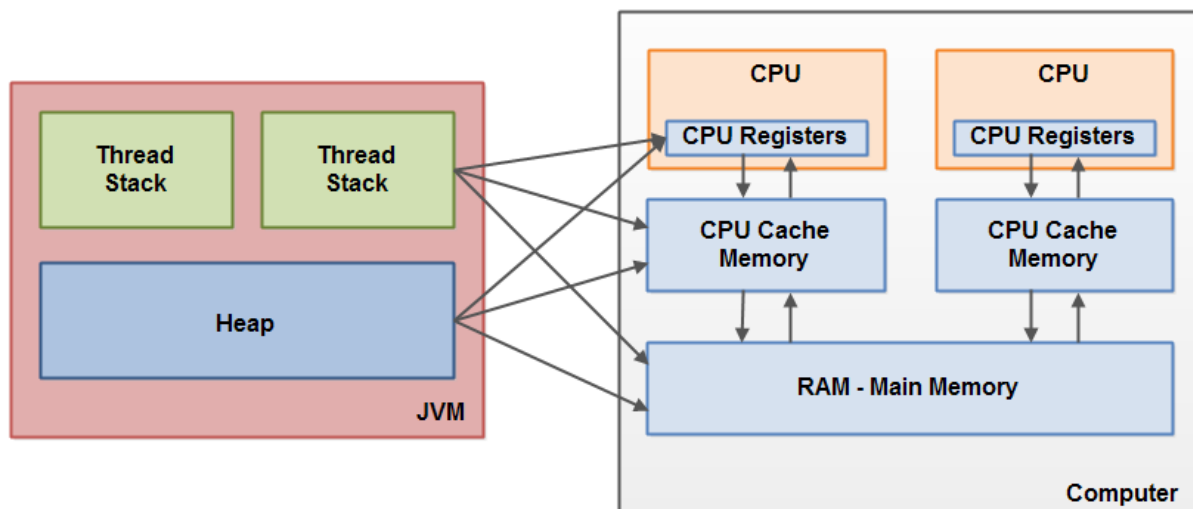 Thread
Stack
Thread
Stack
Heap
JVM
CPU
CPU Registers
CPU Cache
Memory
CPU
CPU Registers
CPU Cache
Memory
RAM - Main Memory
Computer